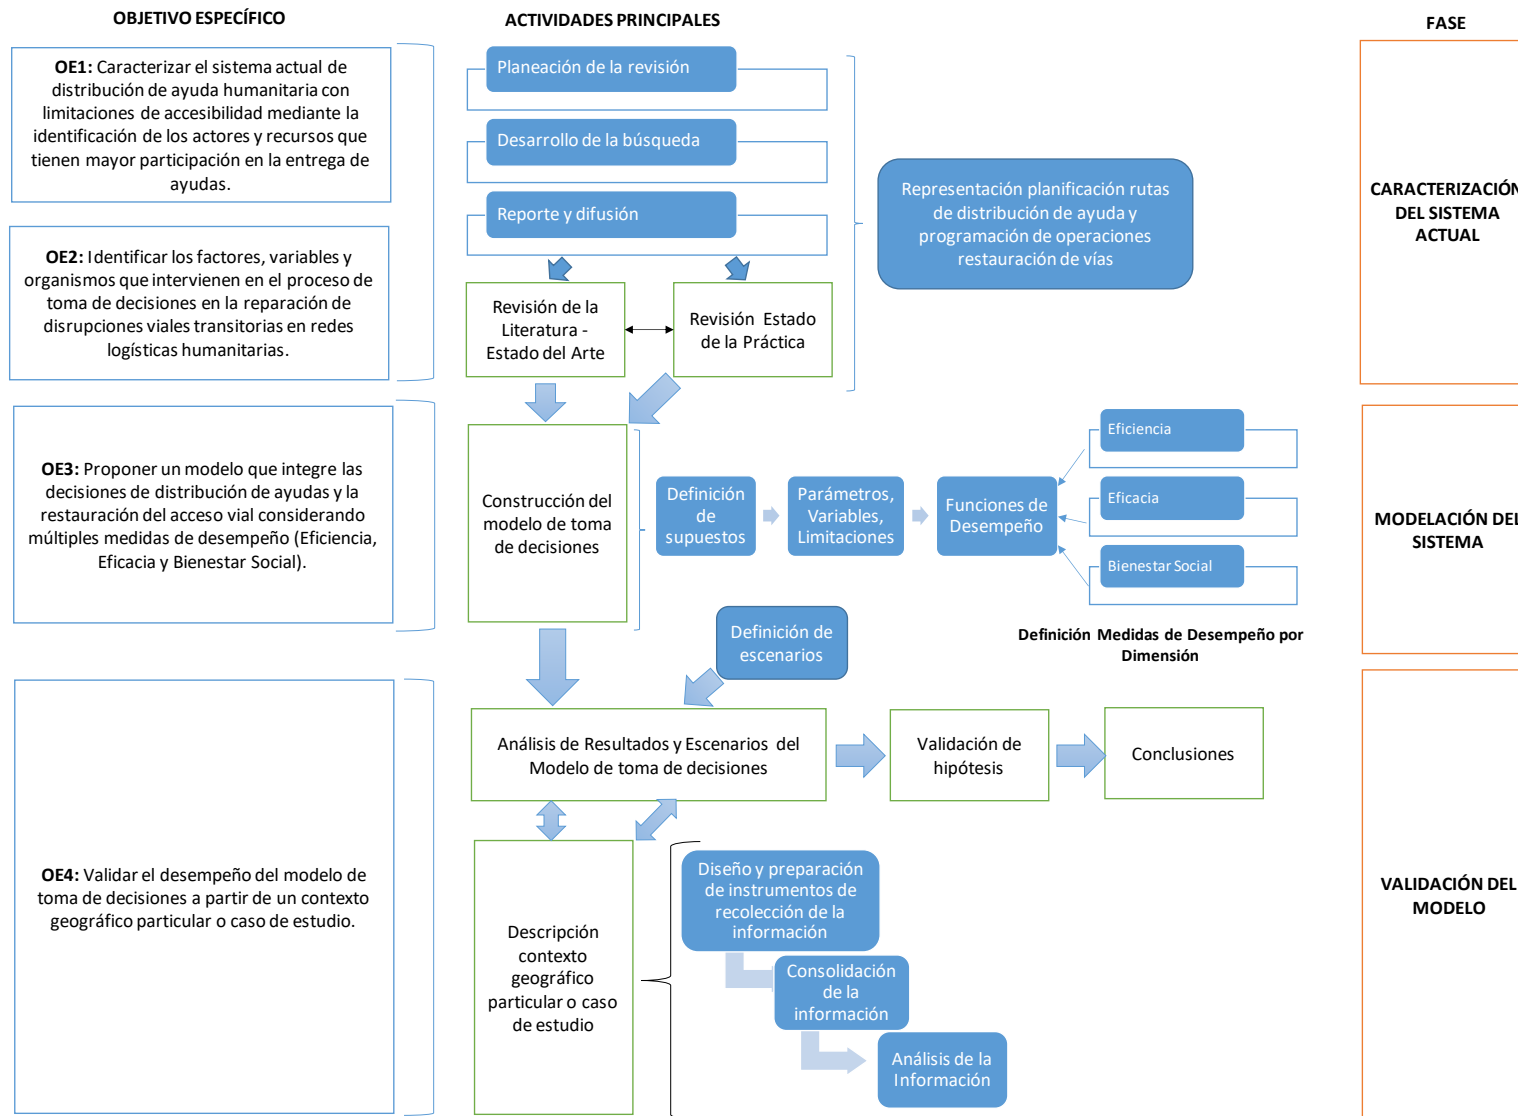 OBJETIVO ESPECÍFICO
ACTIVIDADES PRINCIPALES
FASE
OE1: Caracterizar el sistema actual de
distribución de ayuda humanitaria con
limitaciones de accesibilidad mediante la
identificación de los actores y recursos que
tienen mayor participación en la entrega de
ayudas.
OE2: Identificar los factores, variables y
organismos que intervienen en el proceso de
toma de decisiones en la reparación de
disrupciones viales transitorias en redes
logísticas humanitarias.
Planeación de la revisión
Desarrollo de la búsqueda
Reporte y difusión
Revisión de la
Literatura -
Estado del Arte
Revisión Estado
de la Práctica
Representación planificación rutas
de distribución de ayuda y
programación de operaciones
restauración de vías
CARACTERIZACIÓN
DEL SISTEMA
ACTUAL
OE3: Proponer un modelo que integre las
decisiones de distribución de ayudas y la
restauración del acceso vial considerando
múltiples medidas de desempeño (Eficiencia,
Eficacia y Bienestar Social).
Construcción del
modelo de toma
de decisiones
Definición
de
supuestos
Parámetros,
Variables,
Limitaciones
Funciones de
Desempeño
Eficiencia
Eficacia
Bienestar Social
Definición Medidas de Desempeño por
Dimensión
MODELACIÓN DEL
SISTEMA
Definición de
escenarios
Análisis de Resultados y Escenarios del
Modelo de toma de decisiones
Validación de
hipótesis
Conclusiones
OE4: Validar el desempeño del modelo de
toma de decisiones a partir de un contexto
geográfico particular o caso de estudio.
Descripción
contexto
geográfico
particular o caso
de estudio
Diseño y preparación
de instrumentos de
recolección de la
información
Consolidación
de la
información
Análisis de la
Información
VALIDACIÓN DEL
MODELO